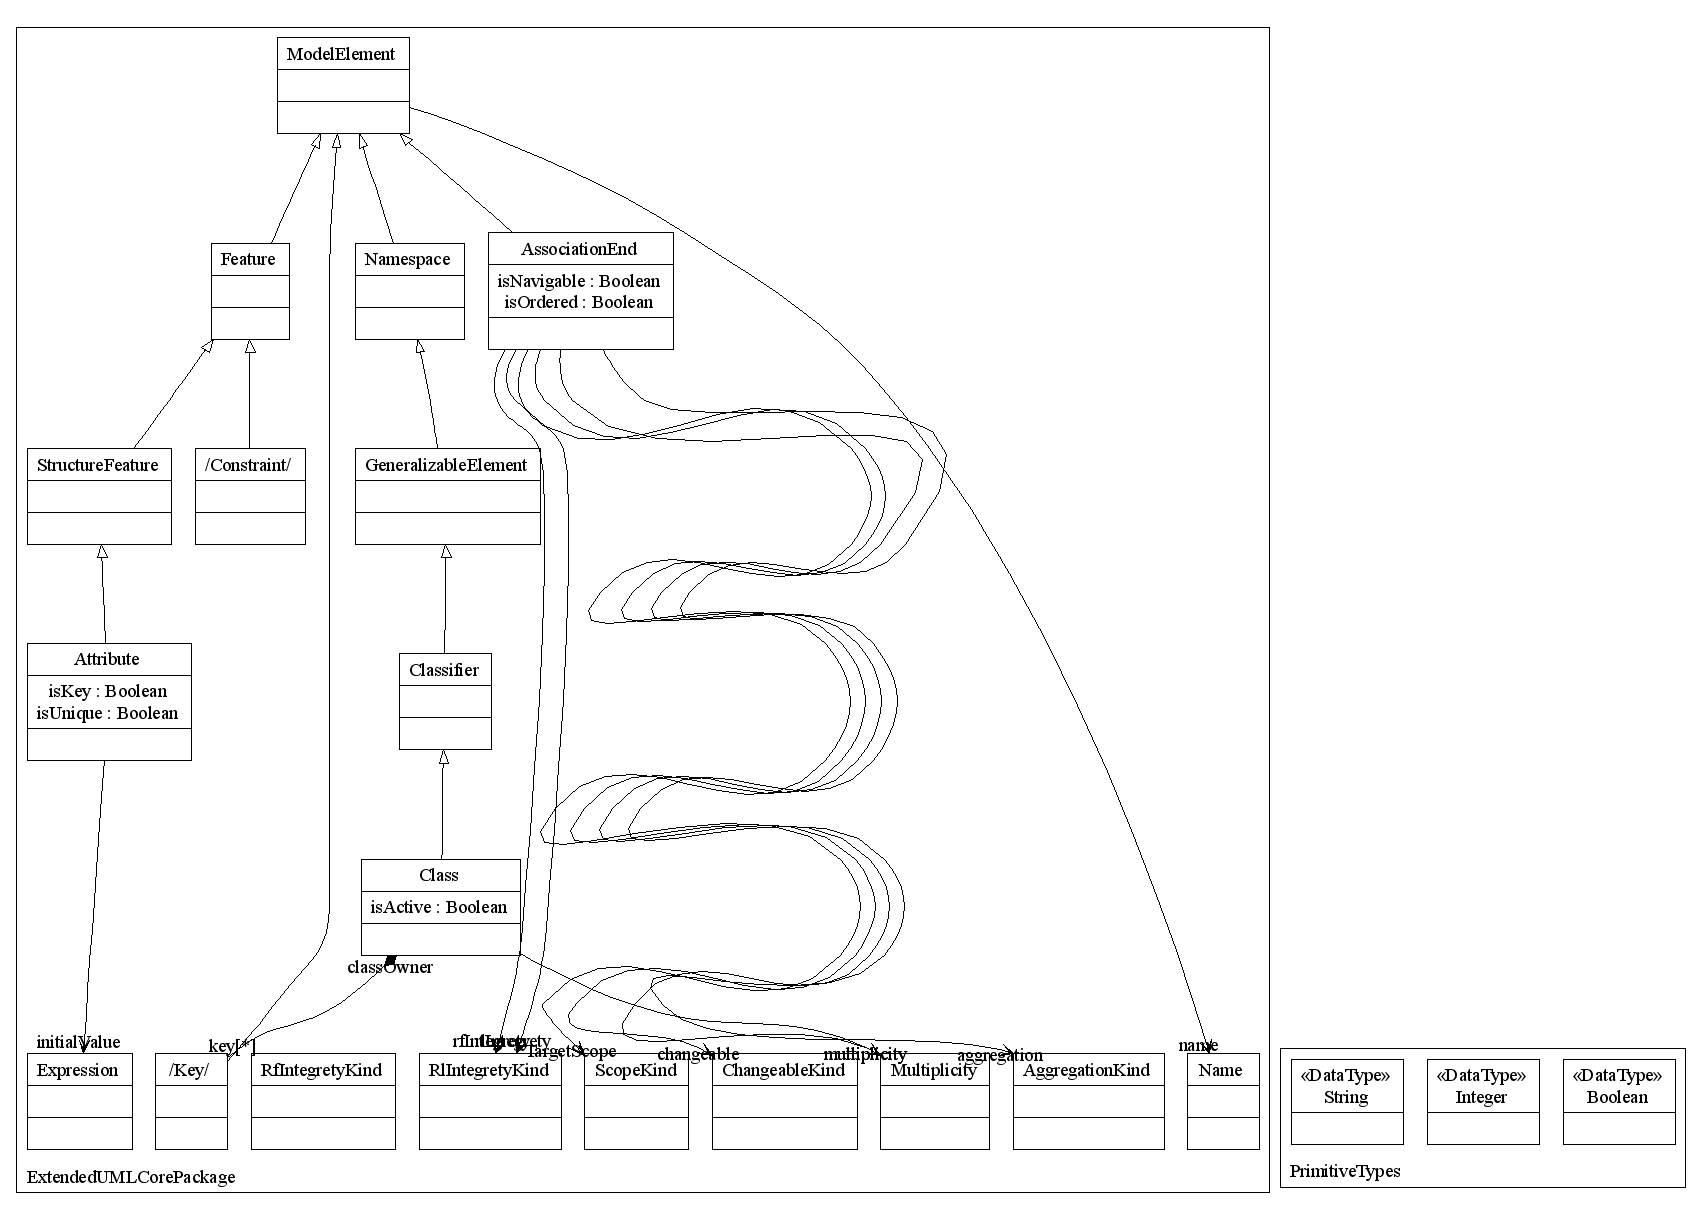 ModelElement
Feature
Namespace
AssociationEnd
isNavigable : Boolean
isOrdered : Boolean
StructureFeature
/Constraint/
GeneralizableElement
Attribute
isKey : Boolean
isUnique : Boolean
Classifier
Class
isActive : Boolean
classOwner
initialValue
key[*]
TargetScope
changeable
multiplicity
aggregation
name
Expression
/Key/
RfIntegretyKind
RlIntegretyKind
ScopeKind
ChangeableKind
Multiplicity
AggregationKind
Name
ExtendedUMLCorePackage
«DataType»
String
«DataType»
Integer
«DataType»
Boolean
PrimitiveTypes